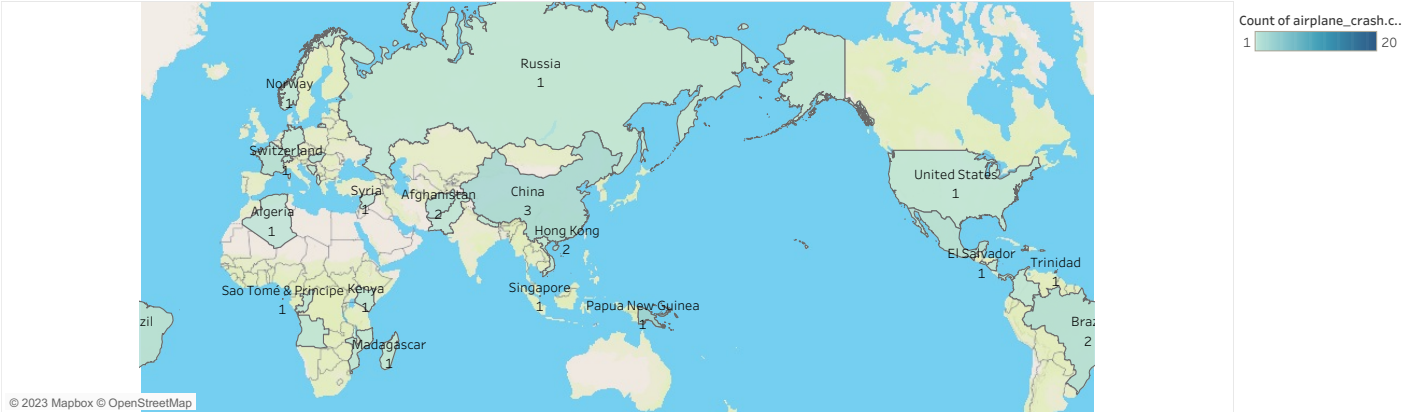 Count of airplane_crash.c..
1 20
Russia
1
Norway
1
Switzerland
1
Syria
1
Afghanistan
2
China
3
Algeria
1
Hong Kong
2
United States
1
El Salvador
1
Trinidad
1
Sao Tomé & Príncipe
1
Kenya
1
Singapore
1
Papua New Guinea
1
zil
Braz
2
Madagascar
1
© 2023 Mapbox © OpenStreetMap